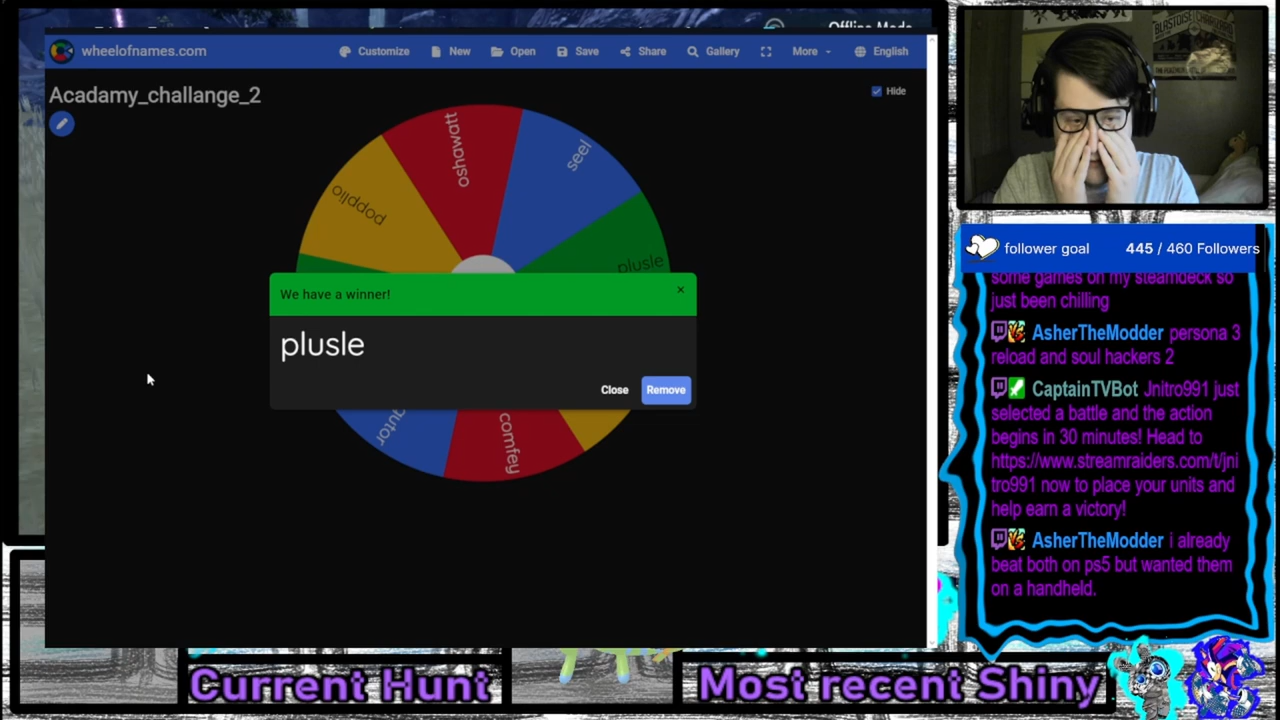 Offline Mode
wheelofnames.com
Customize
New
Open
Save
Share
Gallery
More
English
Acadamy_challange_2
Hide
oshawatt
seel
popplio
plusle
We have a winner!
plusle
Close
Remove
comfey
BLASTOISE
follower goal 445 / 460 Followers
some games on my steamdeck so
just been chilling
AsherTheModder persona 3
reload and soul hackers 2
CaptainTVBot Jnitro991 just
selected a battle and the action
begins in 30 minutes! Head to
https://www.streamraiders.com/t/jni
tro991 now to place your units and
help earn a victory!
AsherTheModder i already
beat both on ps5 but wanted them
on a handheld.
Current Hunt
Most recent Shiny